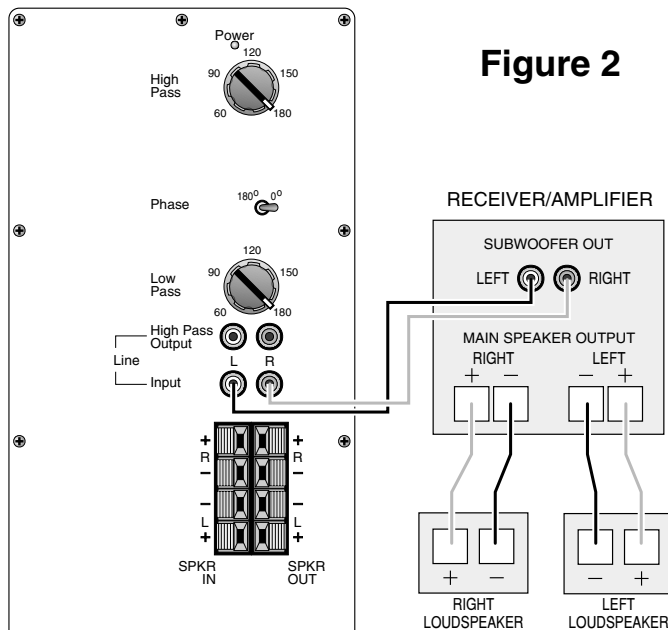 Figure 2
Power
High
Pass
120
90 150
60 180
Phase
180° 0°
Low
Pass
120
90 150
60 180
High Pass
Output
Line
L R
Input
+ +
R R
– –
– –
L L
+ +
SPKR
IN
SPKR
OUT
RECEIVER/AMPLIFIER
SUBWOOFER OUT
LEFT RIGHT
MAIN SPEAKER OUTPUT
RIGHT LEFT
+ – – +
+ – – +
RIGHT
LOUDSPEAKER
LEFT
LOUDSPEAKER